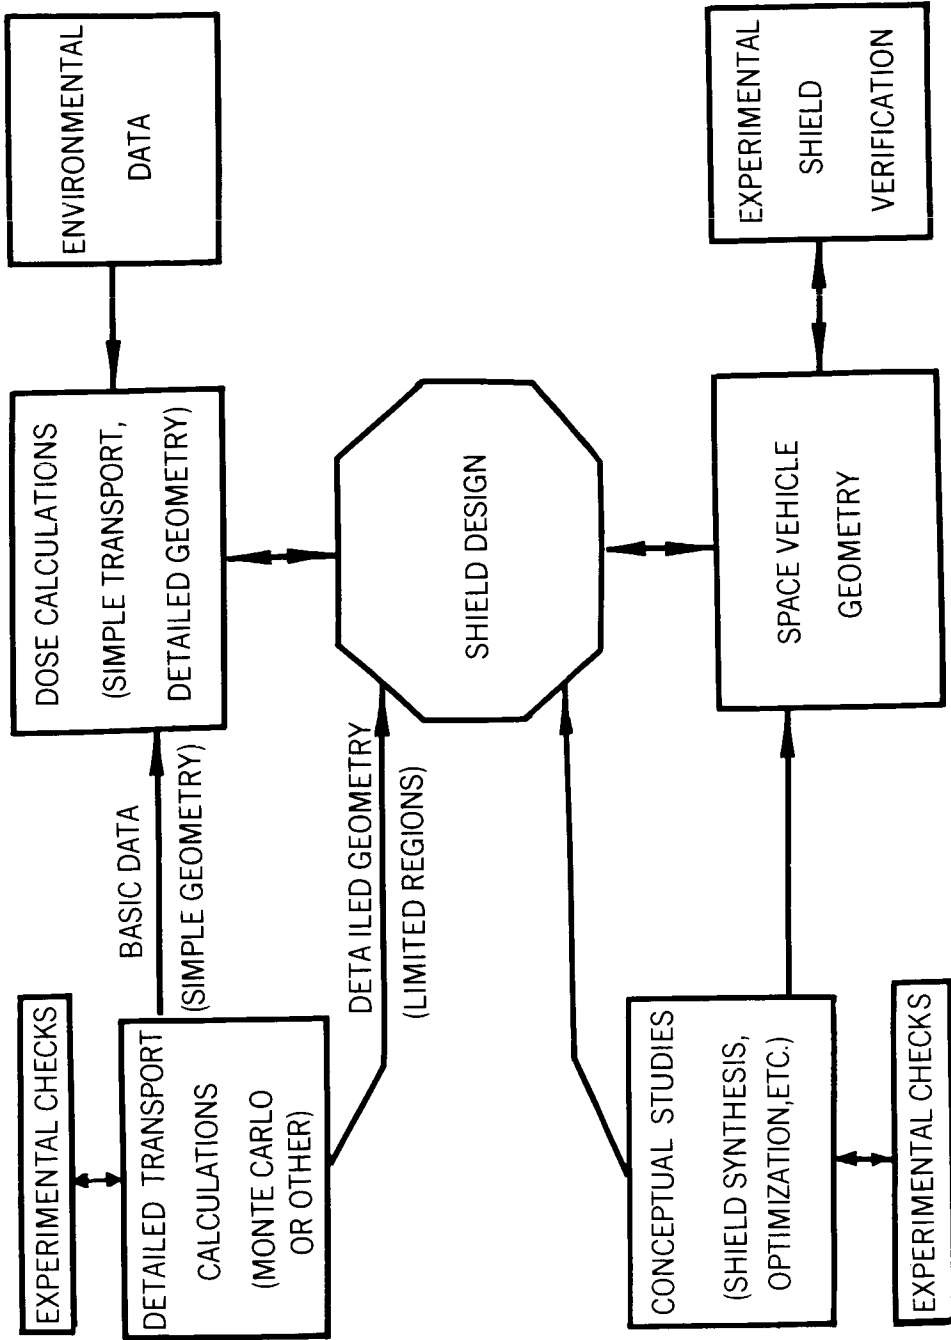 EXPERIMENTAL CHECKS
DETAILED TRANSPORT
CALCULATIONS
(MONTE CARLO
OR OTHER)
BASIC DATA
(SIMPLE GEOMETRY)
DETAILED GEOMETRY
(LIMITED REGIONS)
DOSE CALCULATIONS
(SIMPLE TRANSPORT,
DETAILED GEOMETRY)
ENVIRONMENTAL
DATA
SHIELD DESIGN
CONCEPTUAL STUDIES
(SHIELD SYNTHESIS,
OPTIMIZATION,ETC.)
EXPERIMENTAL CHECKS
SPACE VEHICLE
GEOMETRY
EXPERIMENTAL
SHIELD
VERIFICATION